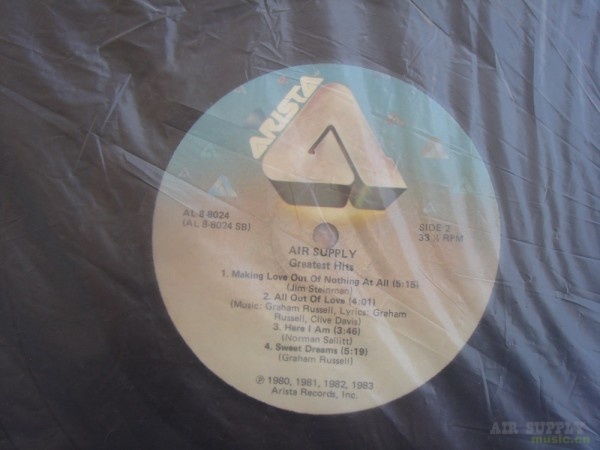 ARISTA
AL 8-8024
(AL 8-8024 SB)
SIDE 2
33 ⅓ RPM
AIR SUPPLY
Greatest Hits
1. Making Love Out Of Nothing At All (5:15)
(Jim Steinman)
2. All Out Of Love (4:01)
(Music: Graham Russell, Lyrics: Graham
Russell, Clive Davis)
3. Here I Am (3:46)
(Norman Sallitt)
4. Sweet Dreams (5:19)
(Graham Russell)
℗ 1980, 1981, 1982, 1983
Arista Records, Inc.
AIR SUPPLY
music.cn